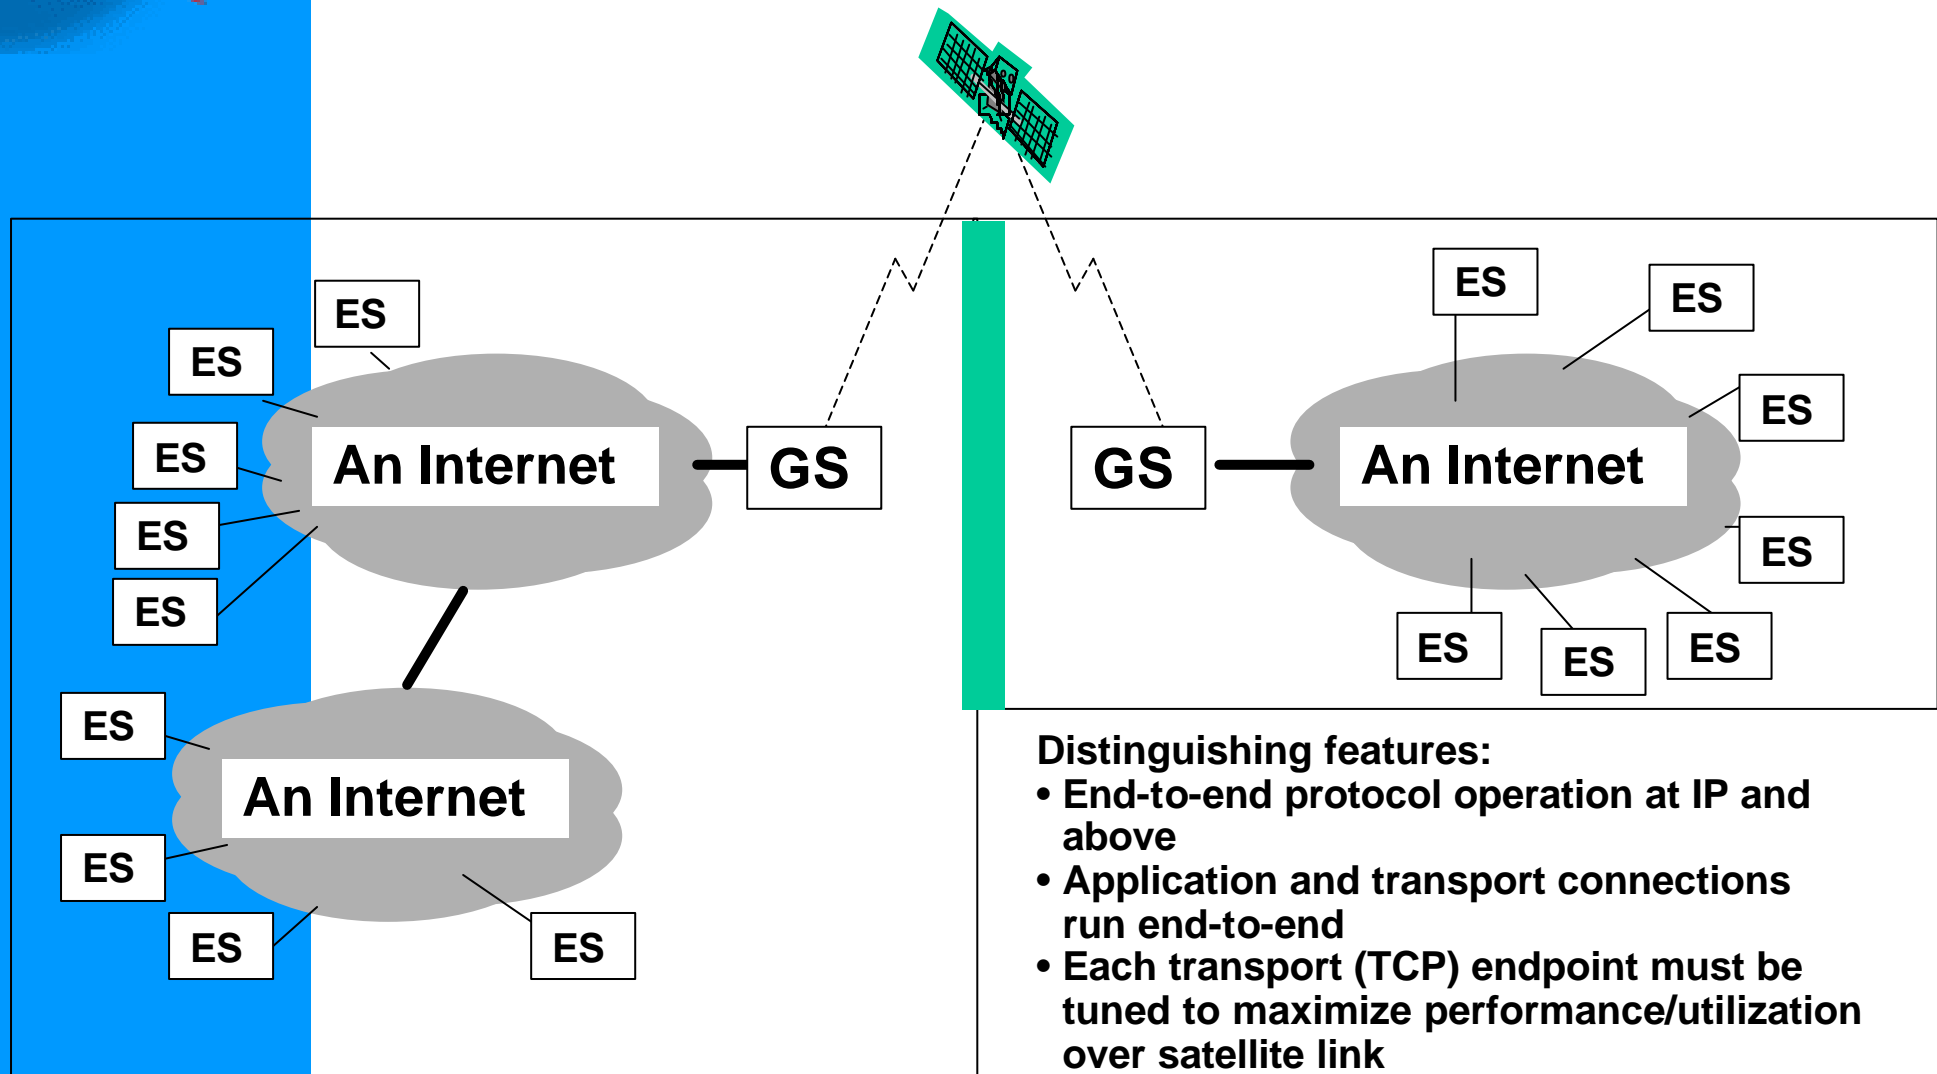 ES
ES
ES
ES
ES
An Internet
GS
ES
An Internet
ES
ES
ES
GS
An Internet
ES
ES
ES
ES
ES
ES
ES
Distinguishing features:
• End-to-end protocol operation at IP and
above
• Application and transport connections
run end-to-end
• Each transport (TCP) endpoint must be
tuned to maximize performance/utilization
over satellite link